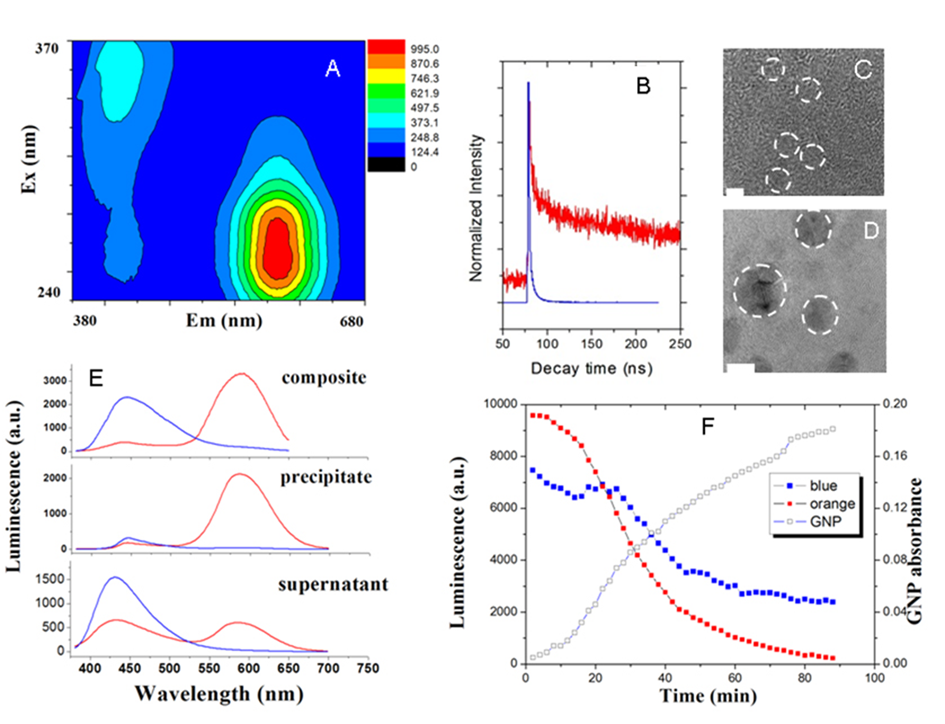 370
A
Ex (nm)
240
380
Em (nm)
680
995.0
870.6
746.3
621.9
497.5
373.1
248.8
124.4
0
B
Normalized Intensity
50
100
150
200
250
Decay time (ns)
C
D
E
composite
3000
2000
1000
0
precipitate
2000
1000
0
supernatant
1500
1000
500
0
Luminescence (a.u.)
400
450
500
550
600
650
700
750
Wavelength (nm)
F
10000
8000
6000
4000
2000
0
Luminescence (a.u.)
0.20
0.16
0.12
0.08
0.04
0.00
GNP absorbance
blue
orange
GNP
0
20
40
60
80
100
Time (min)